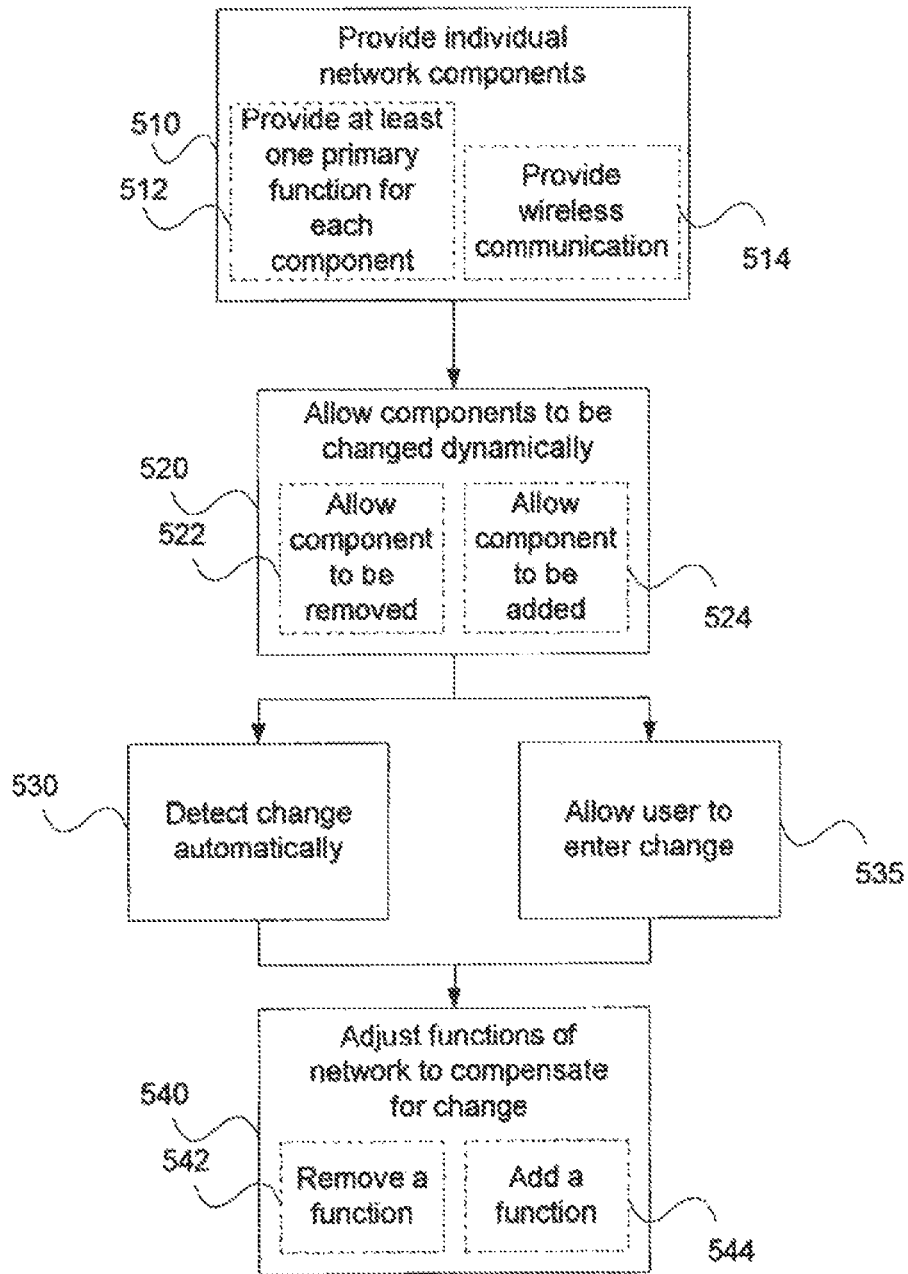 Provide individual
network components
510
512
Provide at least
one primary
function for
each
component
Provide
wireless
communication
514
Allow components to be
changed dynamically
520
522
Allow
component
to be
removed
Allow
component
to be
added
524
530
Detect change
automatically
Allow user to
enter change
535
Adjust functions of
network to compensate
for change
540
542
Remove a
function
Add a
function
544